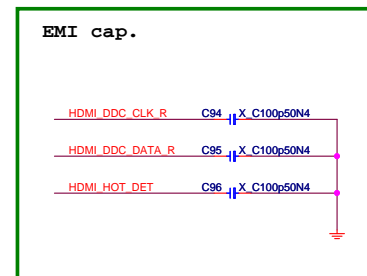 EMI cap.
HDMI_DDC_CLK_R C94 X_C100p50N4
HDMI_DDC_DATA_R C95 X_C100p50N4
HDMI_HOT_DET C96 X_C100p50N4